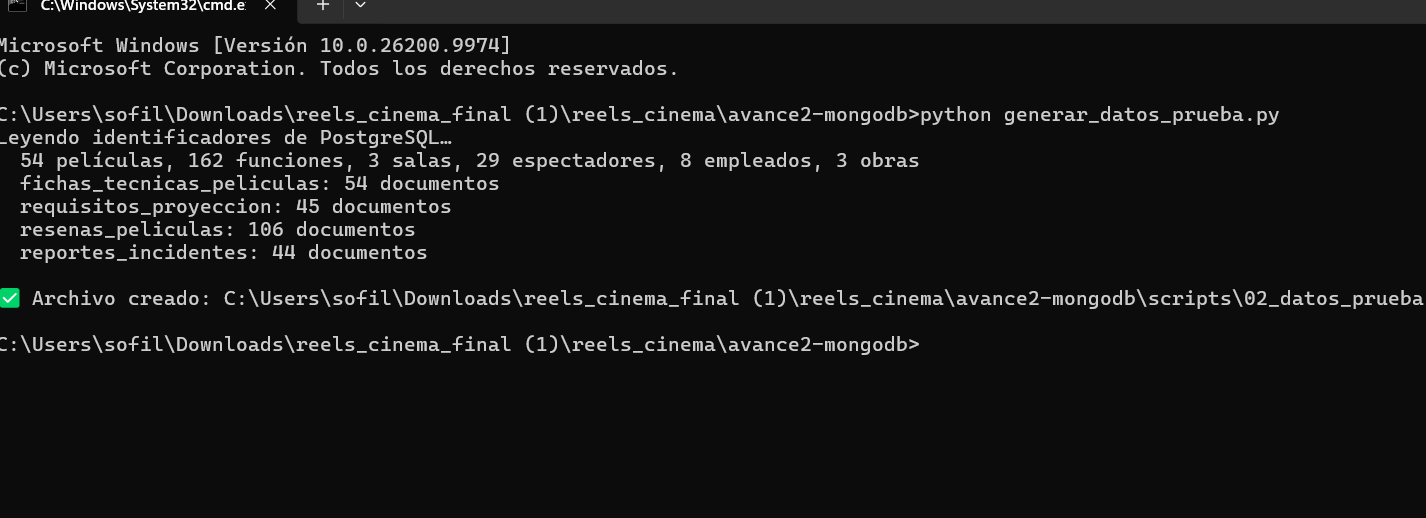 C:\Windows\System32\cmd.e
Microsoft Windows [Versión 10.0.26200.9974]
(c) Microsoft Corporation. Todos los derechos reservados.
C:\Users\sofil\Downloads\reels_cinema_final (1)\reels_cinema\avance2-mongodb>python generar_datos_prueba.py
Leyendo identificadores de PostgreSQL…
54 películas, 162 funciones, 3 salas, 29 espectadores, 8 empleados, 3 obras
fichas_tecnicas_peliculas: 54 documentos
requisitos_proyeccion: 45 documentos
resenas_peliculas: 106 documentos
reportes_incidentes: 44 documentos
✅ Archivo creado: C:\Users\sofil\Downloads\reels_cinema_final (1)\reels_cinema\avance2-mongodb\scripts\02_datos_prueba
C:\Users\sofil\Downloads\reels_cinema_final (1)\reels_cinema\avance2-mongodb>